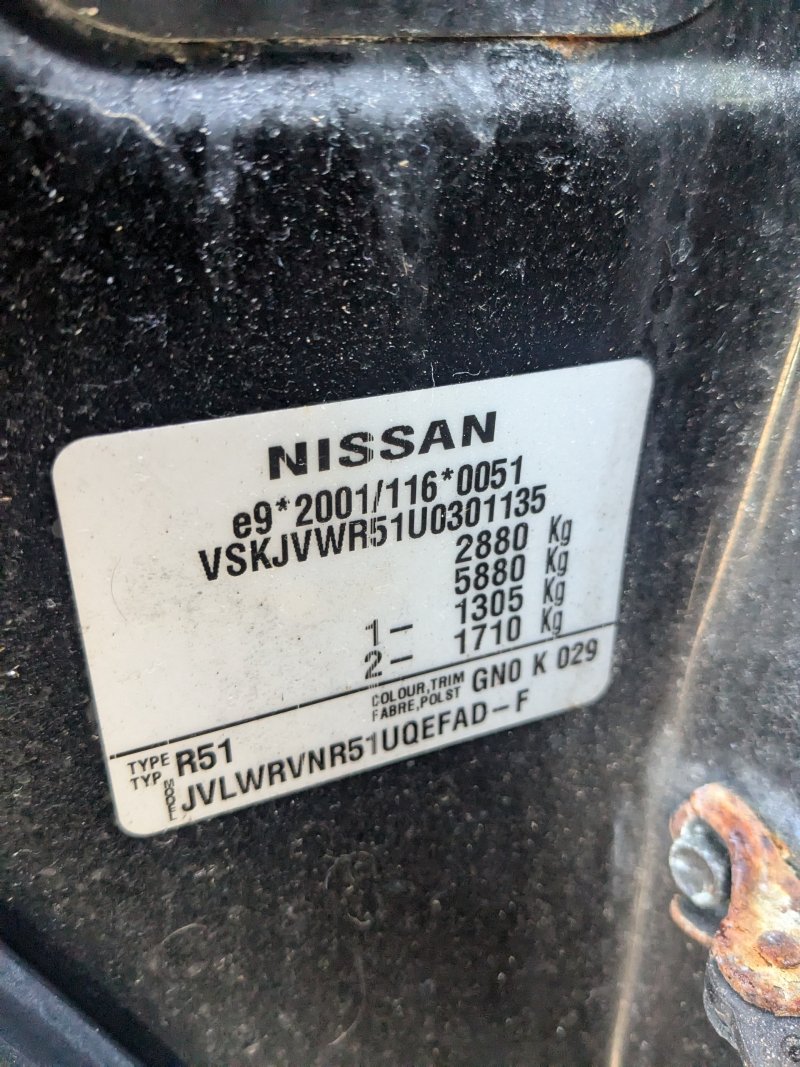 NISSAN
e9*2001/116*0051
VSKJVWR51U0301135
2880 Kg
5880 Kg
1- 1305 Kg
2- 1710 Kg
COLOUR,TRIM GN0 K 029
FABRE,POLST
TYPE R51
TYP
MODEL JVLWRVNR51UQEFAD-F